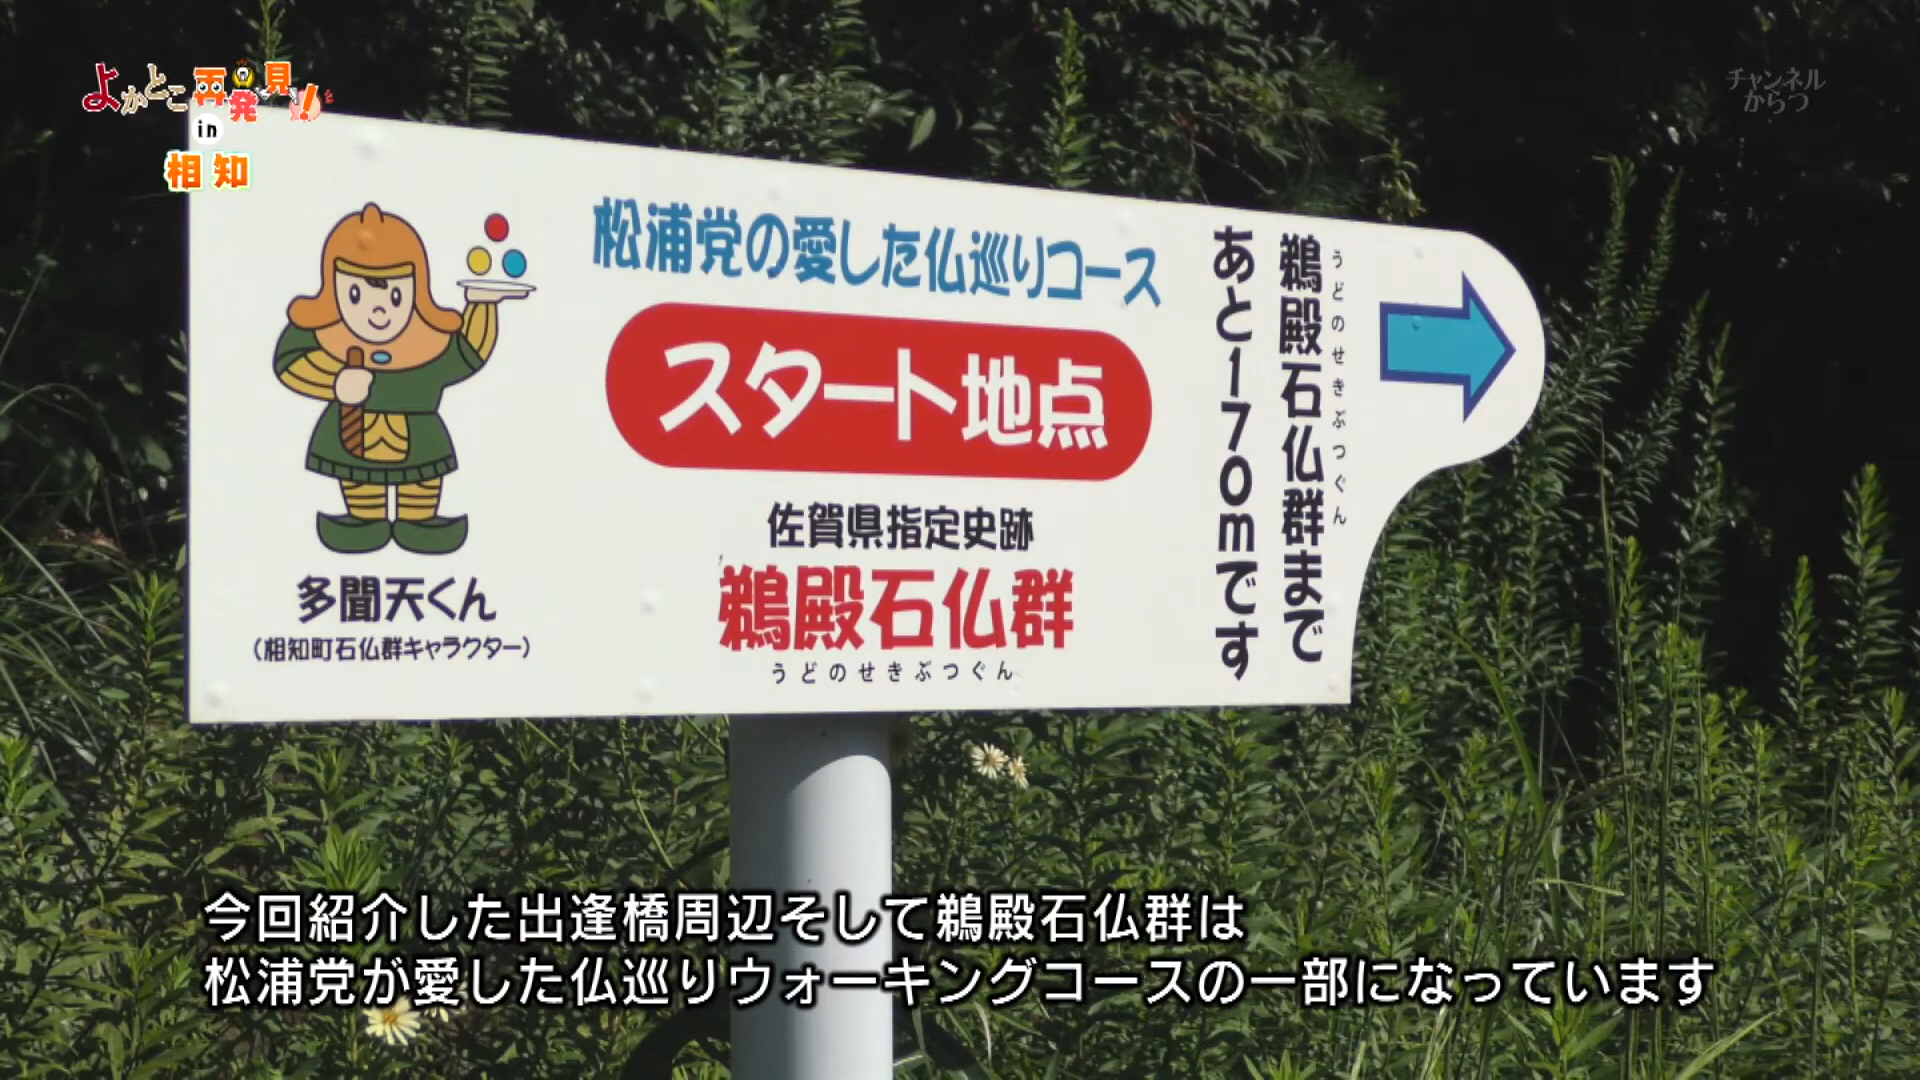 よかとこ再発見!
in
相知
チャンネル
からつ
松浦党の愛した仏巡りコース
スタート地点
佐賀県指定史跡
鵜殿石仏群
うどのせきぶつぐん
多聞天くん
（相知町石仏群キャラクター）
鵜殿石仏群まで
うどのせきぶつぐん
あと170mです
今回紹介した出逢橋周辺そして鵜殿石仏群は
松浦党が愛した仏巡りウォーキングコースの一部になっています